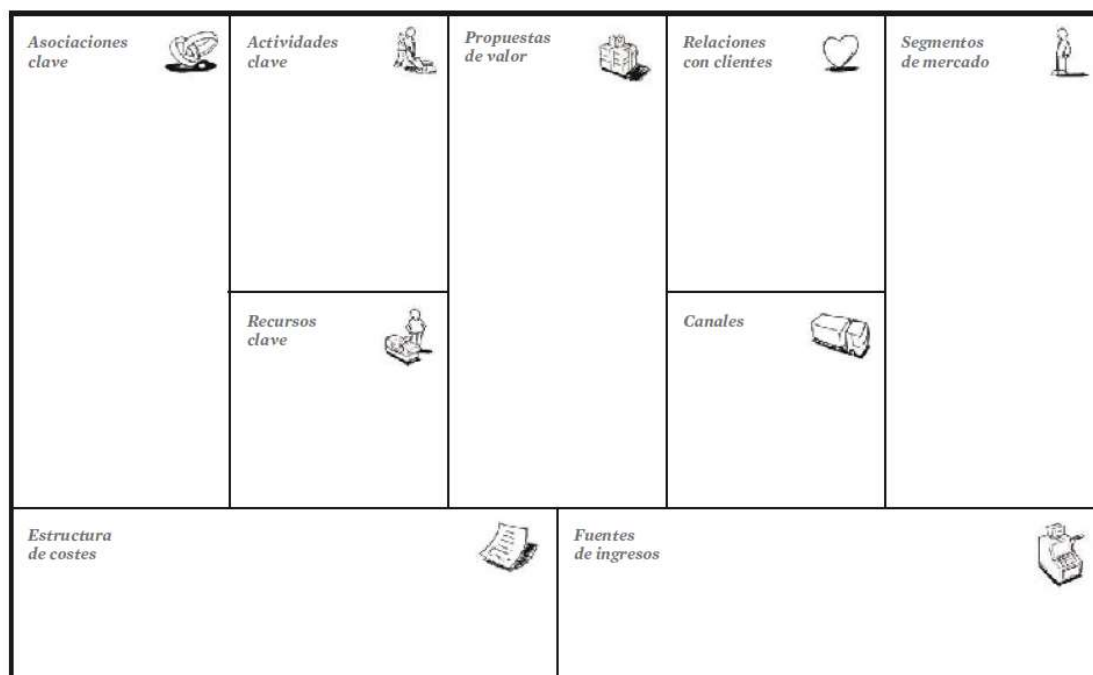 Asociaciones
clave
Actividades
clave
Propuestas
de valor
Relaciones
con clientes
Segmentos
de mercado
Recursos
clave
Canales
Estructura
de costes
Fuentes
de ingresos